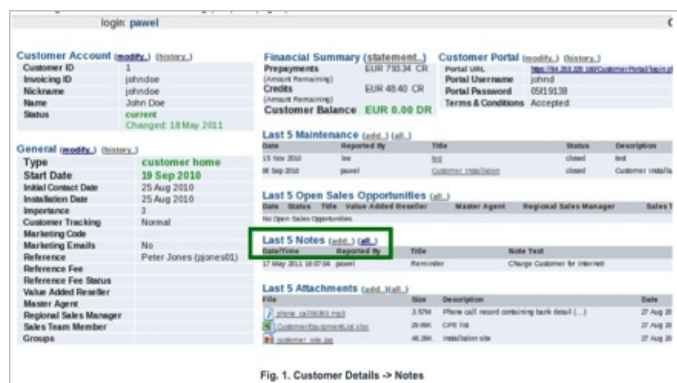 login: pawel
Customer Account (modify..) (history..)
Customer ID 1
Invoicing ID johndoe
Nickname johndoe
Name John Doe
Status current
Changed: 18 May 2011
General (modify..) (history..)
Type customer home
Start Date 19 Sep 2010
Initial Contact Date 25 Aug 2010
Installation Date 25 Aug 2010
Importance 3
Customer Tracking Normal
Marketing Code
Marketing Emails No
Reference Peter Jones (pjones01)
Reference Fee
Reference Fee Status
Value Added Reseller
Master Agent
Regional Sales Manager
Sales Team Member
Groups
Financial Summary (statement..)
Prepayments EUR 793.34 CR
(Amount Remaining)
Credits EUR 48.40 CR
(Amount Remaining)
Customer Balance EUR 0.00 DR
Customer Portal (modify..) (history..)
Portal URL
Portal Username johnd
Portal Password 05f19138
Terms & Conditions Accepted
Last 5 Maintenance (add..) (all..)
Date Reported By Title Status Description
15 Nov 2010 lee test closed test
08 Sep 2010 pawel Customer Installation closed Customer Installa
Last 5 Open Sales Opportunities (all..)
Date Status Title Value Added Reseller Master Agent Regional Sales Manager Sales T
No Open Sales Opportunities
Last 5 Notes (add..) (all..)
Date/Time Reported By Title Note Text
17 May 2011 16:07:04 pawel Reminder Charge Customer for Internet
Last 5 Attachments (add..)(all..)
File Size Description Date
3.57M Phone call record containing bank detail (...) 27 Aug 20
CustomerEquipmentList.xlsx CPE list 27 Aug 20
customer_site.jpg installation site 27 Aug 20
Fig. 1. Customer Details -> Notes